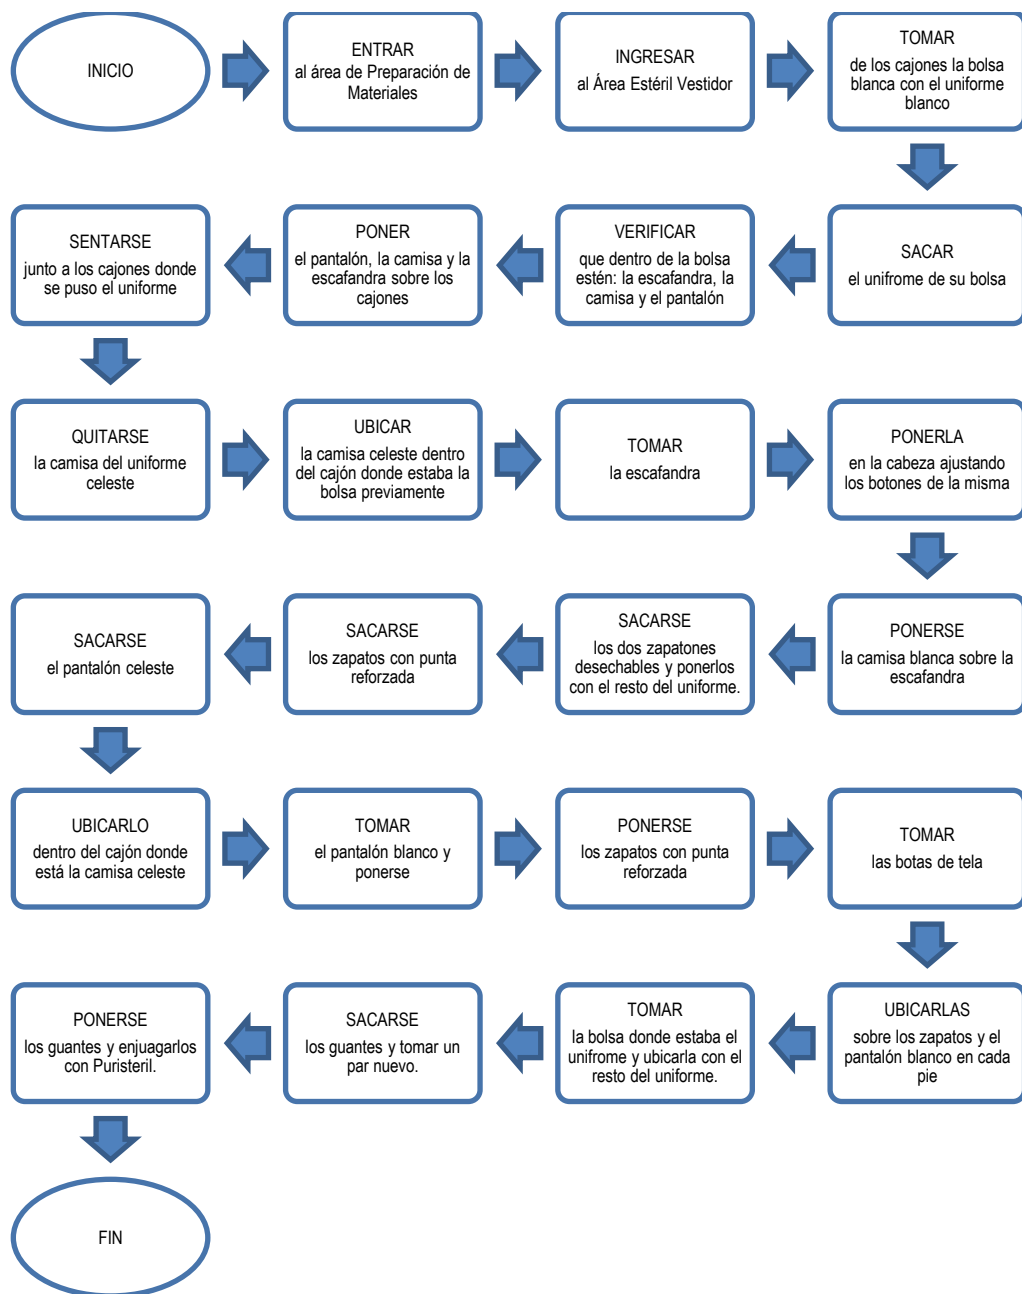 INICIO
ENTRAR
al área de Preparación de
Materiales
INGRESAR
al Área Estéril Vestidor
TOMAR
de los cajones la bolsa
blanca con el uniforme
blanco
SACAR
el unifrome de su bolsa
VERIFICAR
que dentro de la bolsa
estén: la escafandra, la
camisa y el pantalón
PONER
el pantalón, la camisa y la
escafandra sobre los
cajones
SENTARSE
junto a los cajones donde
se puso el uniforme
QUITARSE
la camisa del uniforme
celeste
UBICAR
la camisa celeste dentro
del cajón donde estaba la
bolsa previamente
TOMAR
la escafandra
PONERLA
en la cabeza ajustando
los botones de la misma
PONERSE
la camisa blanca sobre la
escafandra
SACARSE
los dos zapatones
desechables y ponerlos
con el resto del uniforme.
SACARSE
los zapatos con punta
reforzada
SACARSE
el pantalón celeste
UBICARLO
dentro del cajón donde
está la camisa celeste
TOMAR
el pantalón blanco y
ponerse
PONERSE
los zapatos con punta
reforzada
TOMAR
las botas de tela
UBICARLAS
sobre los zapatos y el
pantalón blanco en cada
pie
TOMAR
la bolsa donde estaba el
unifrome y ubicarla con el
resto del uniforme.
SACARSE
los guantes y tomar un
par nuevo.
PONERSE
los guantes y enjuagarlos
con Puristeril.
FIN